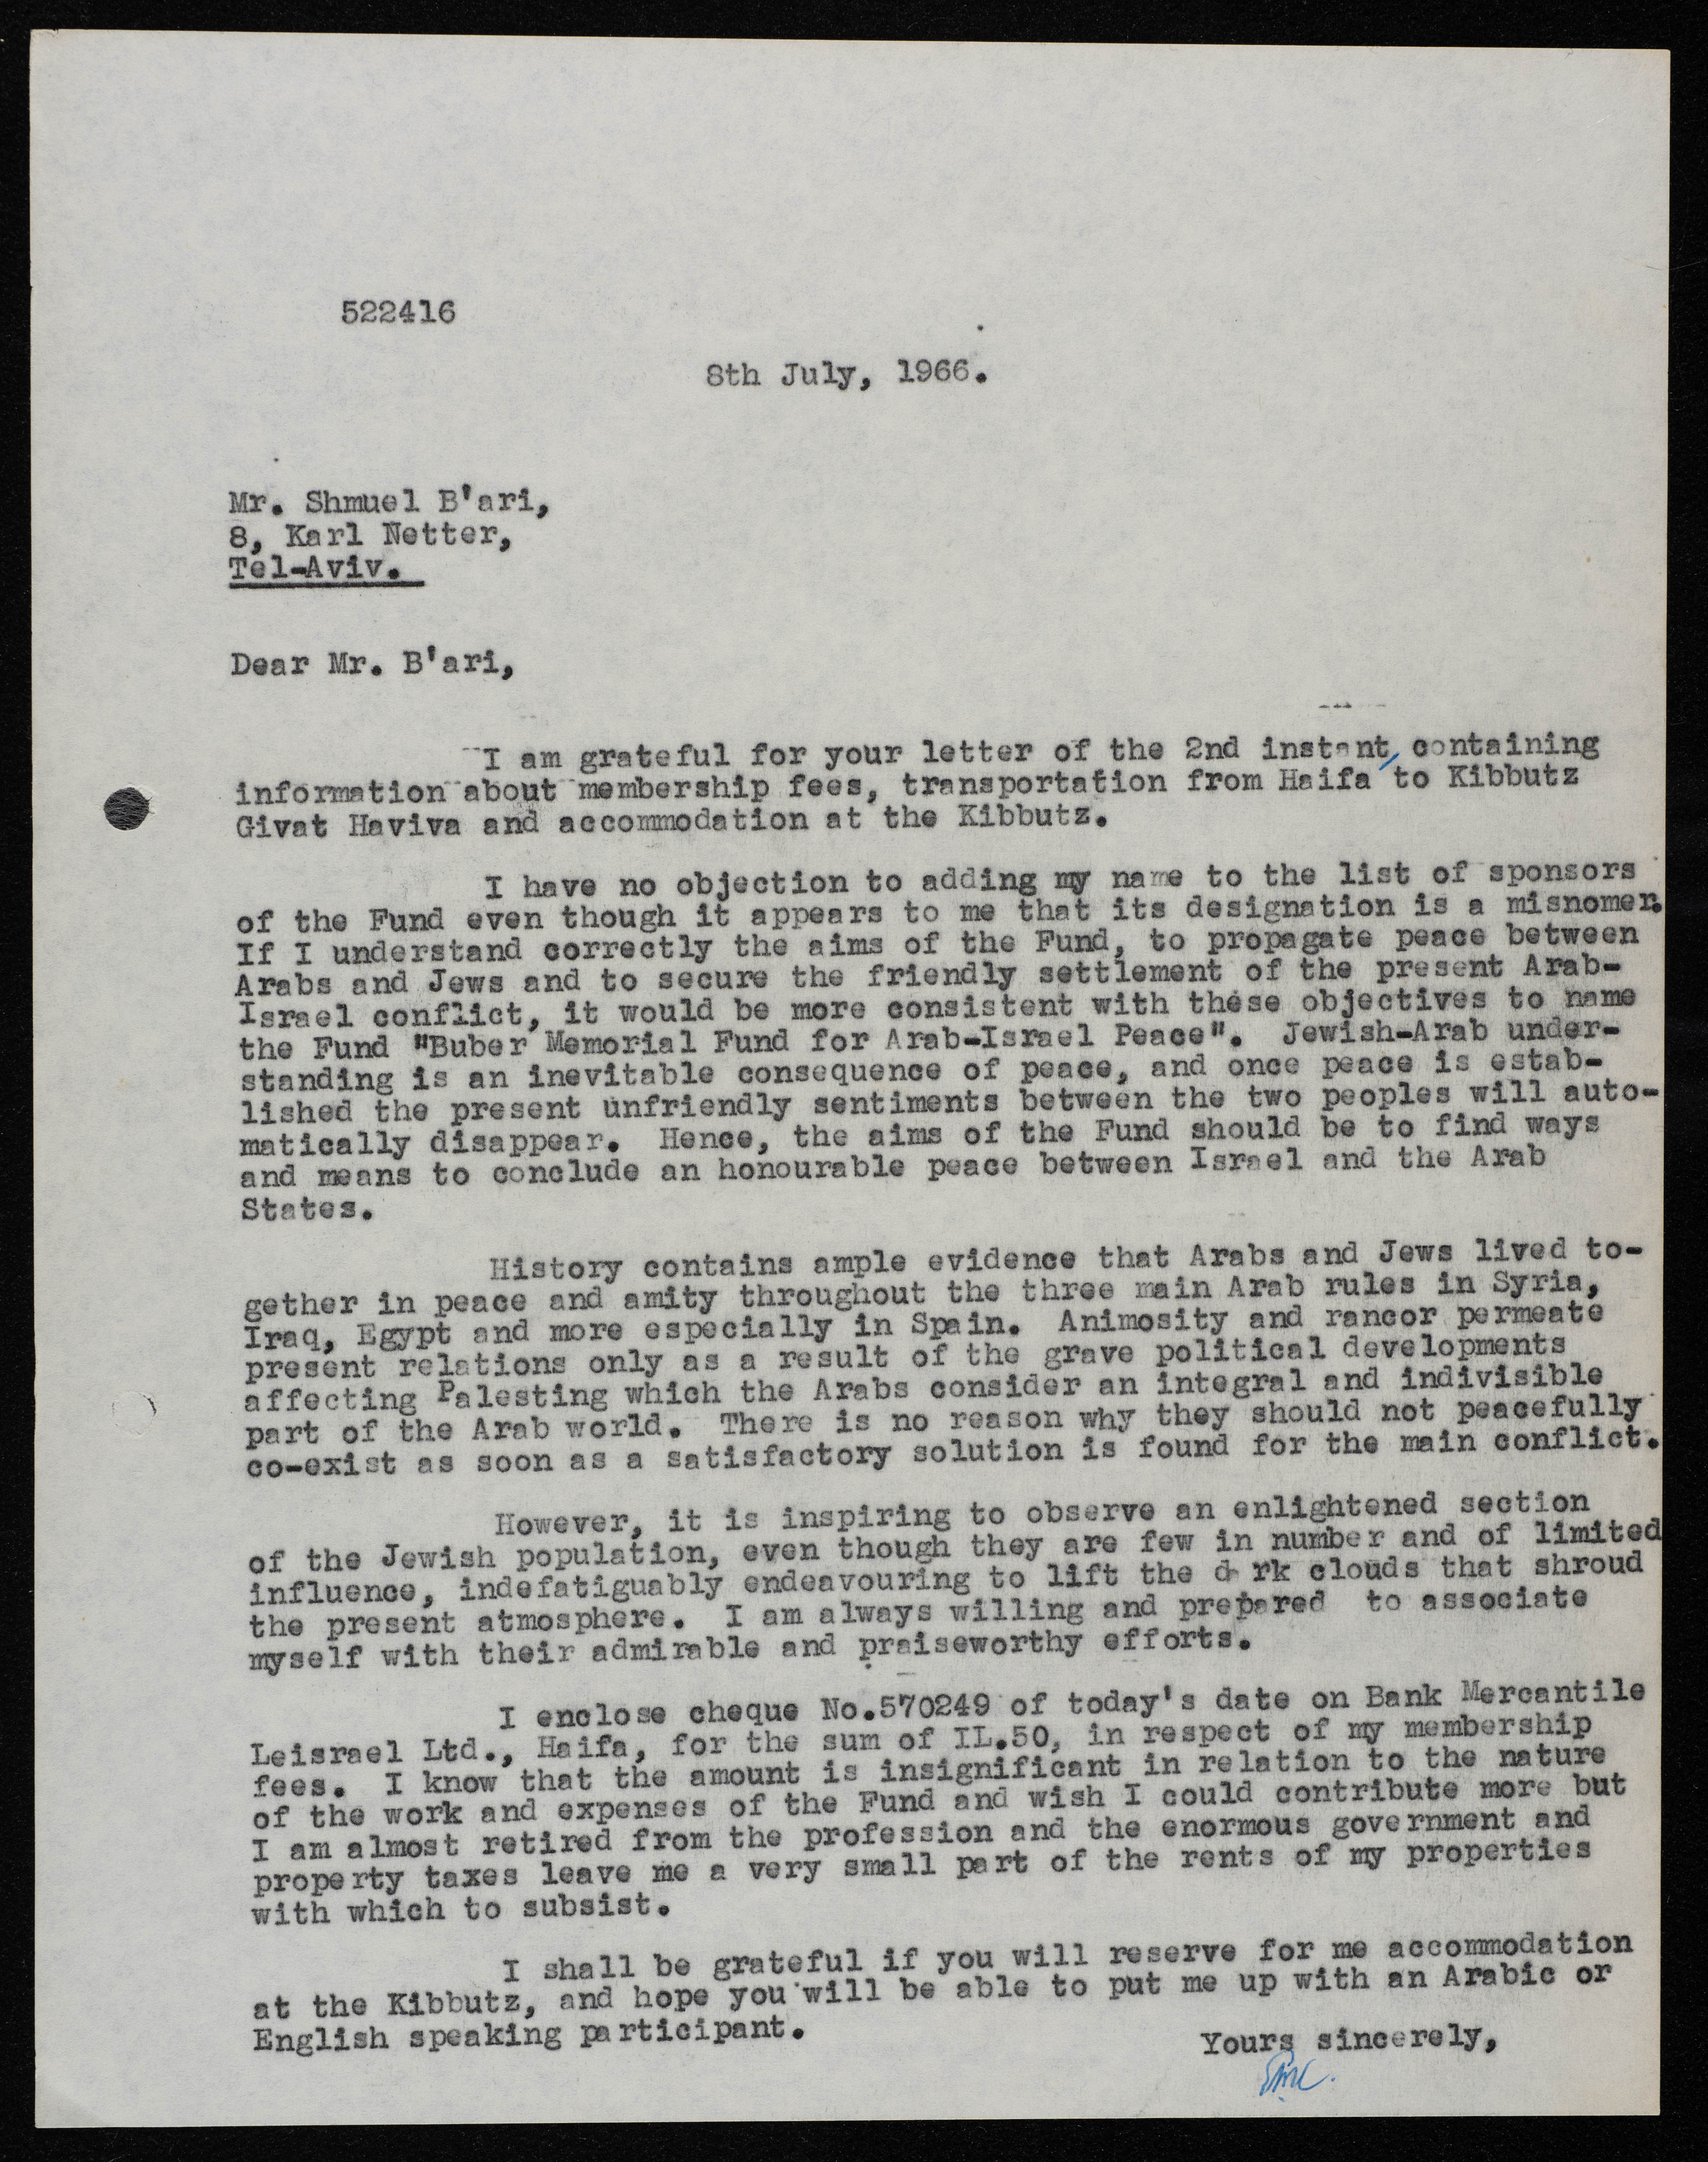 522416
8th July, 1966.
Mr. Shmuel B'ari,
8, Karl Netter,
Tel-Aviv.
Dear Mr. B'ari,
I am grateful for your letter of the 2nd instant, containing
information about membership fees, transportation from Haifa to Kibbutz
Givat Haviva and accommodation at the Kibbutz.
I have no objection to adding my name to the list of sponsors
of the Fund even though it appears to me that its designation is a misnomer.
If I understand correctly the aims of the Fund, to propagate peace between
Arabs and Jews and to secure the friendly settlement of the present Arab-
Israel conflict, it would be more consistent with these objectives to name
the Fund "Buber Memorial Fund for Arab-Israel Peace". Jewish-Arab under-
standing is an inevitable consequence of peace, and once peace is estab-
lished the present unfriendly sentiments between the two peoples will auto-
matically disappear. Hence, the aims of the Fund should be to find ways
and means to conclude an honourable peace between Israel and the Arab
States.
History contains ample evidence that Arabs and Jews lived to-
gether in peace and amity throughout the three main Arab rules in Syria,
Iraq, Egypt and more especially in Spain. Animosity and rancor permeate
present relations only as a result of the grave political developments
affecting Palesting which the Arabs consider an integral and indivisible
part of the Arab world. There is no reason why they should not peacefully
co-exist as soon as a satisfactory solution is found for the main conflict.
However, it is inspiring to observe an enlightened section
of the Jewish population, even though they are few in number and of limited
influence, indefatiguably endeavouring to lift the dark clouds that shroud
the present atmosphere. I am always willing and prepared to associate
myself with their admirable and praiseworthy efforts.
I enclose cheque No.570249 of today's date on Bank Mercantile
Leisrael Ltd., Haifa, for the sum of IL.50, in respect of my membership
fees. I know that the amount is insignificant in relation to the nature
of the work and expenses of the Fund and wish I could contribute more but
I am almost retired from the profession and the enormous government and
property taxes leave me a very small part of the rents of my properties
with which to subsist.
I shall be grateful if you will reserve for me accommodation
at the Kibbutz, and hope you will be able to put me up with an Arabic or
English speaking participant.
Yours sincerely,